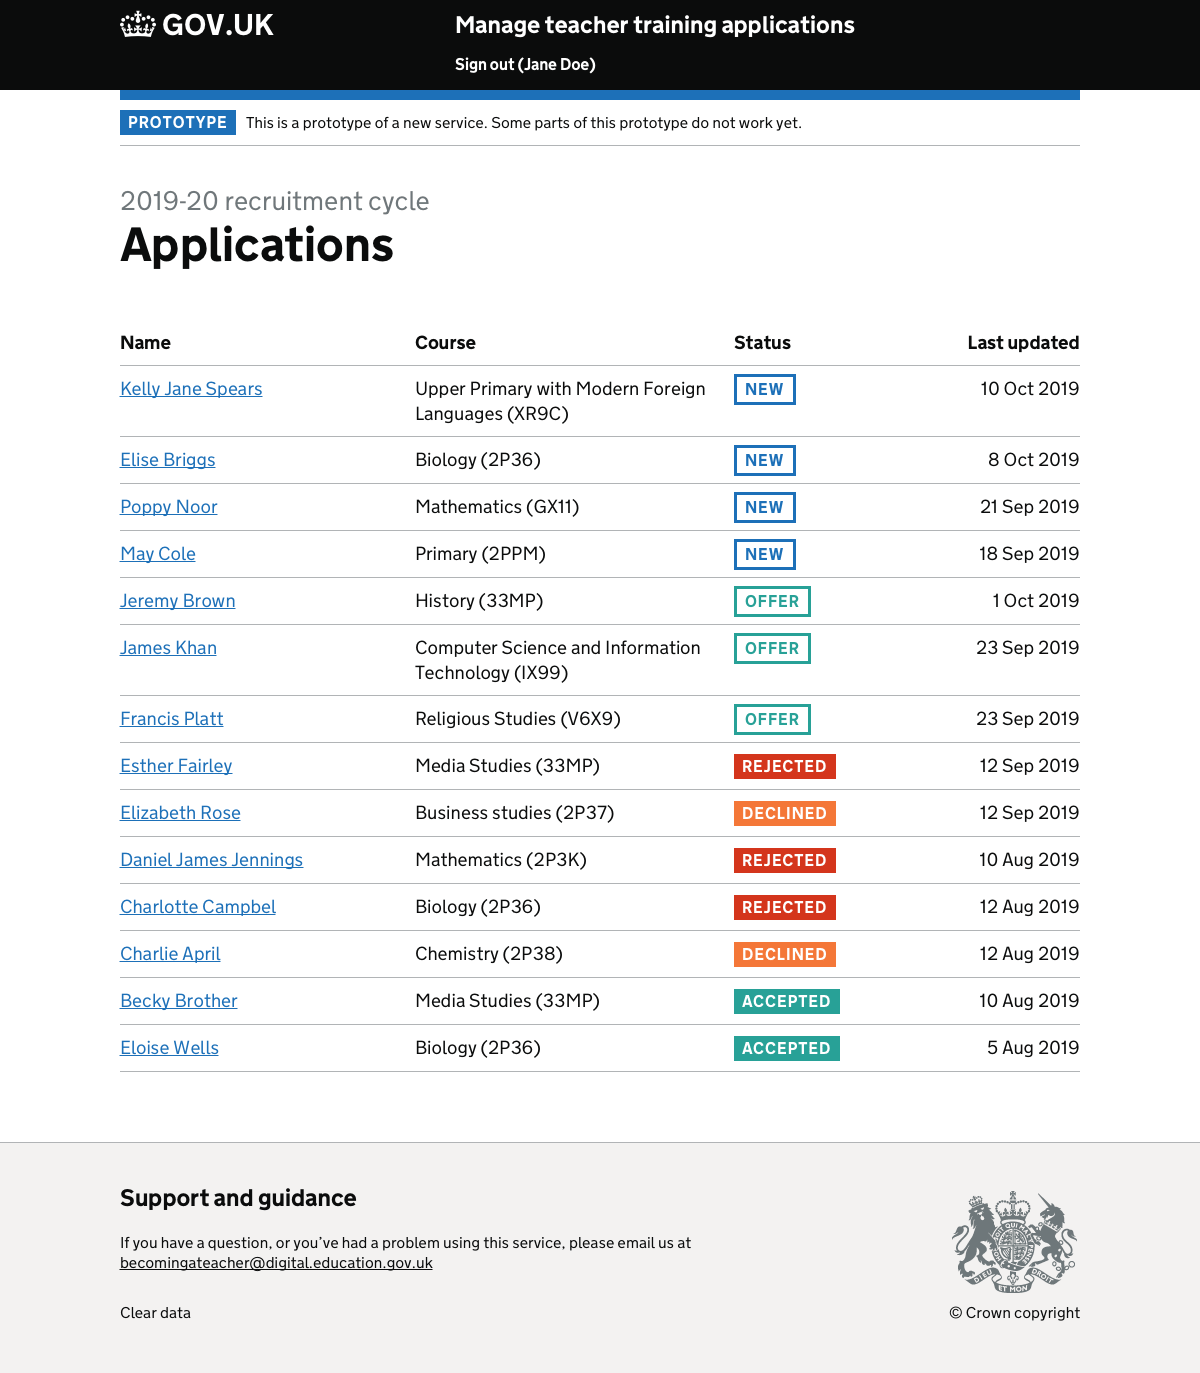 GOV.UK
Manage teacher training applications
Sign out (Jane Doe)
PROTOTYPE This is a prototype of a new service. Some parts of this prototype do not work yet.
2019-20 recruitment cycle
Applications
Name Course Status Last updated
Kelly Jane Spears Upper Primary with Modern Foreign NEW 10 Oct 2019
Languages (XR9C)
Elise Briggs Biology (2P36) NEW 8 Oct 2019
Poppy Noor Mathematics (GX11) NEW 21 Sep 2019
May Cole Primary (2PPM) NEW 18 Sep 2019
Jeremy Brown History (33MP) OFFER 1 Oct 2019
James Khan Computer Science and Information OFFER 23 Sep 2019
Technology (IX99)
Francis Platt Religious Studies (V6X9) OFFER 23 Sep 2019
Esther Fairley Media Studies (33MP) REJECTED 12 Sep 2019
Elizabeth Rose Business studies (2P37) DECLINED 12 Sep 2019
Daniel James Jennings Mathematics (2P3K) REJECTED 10 Aug 2019
Charlotte Campbel Biology (2P36) REJECTED 12 Aug 2019
Charlie April Chemistry (2P38) DECLINED 12 Aug 2019
Becky Brother Media Studies (33MP) ACCEPTED 10 Aug 2019
Eloise Wells Biology (2P36) ACCEPTED 5 Aug 2019
Support and guidance
If you have a question, or you’ve had a problem using this service, please email us at
becomingateacher@digital.education.gov.uk
Clear data
DIEU ET MON DROIT
© Crown copyright